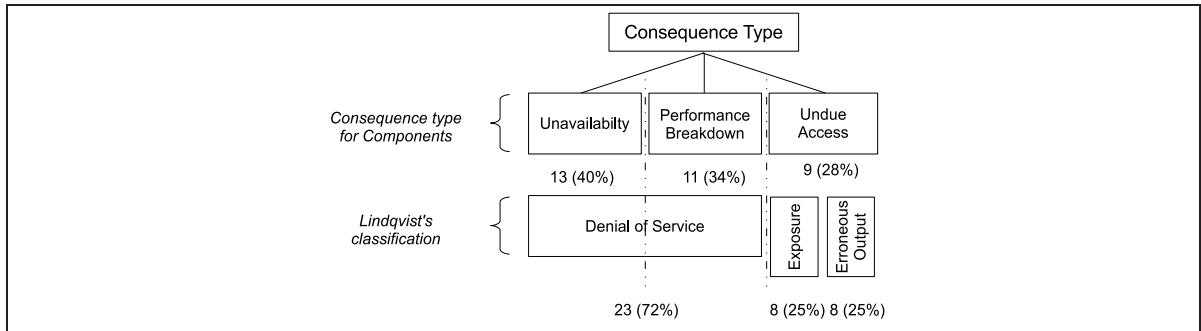 Consequence Type
Consequence type
for Components
Unavailabilty
Performance
Breakdown
Undue
Access
13 (40%)
11 (34%)
9 (28%)
Lindqvist's
classification
Denial of Service
Exposure
Erroneous
Output
23 (72%)
8 (25%) 8 (25%)